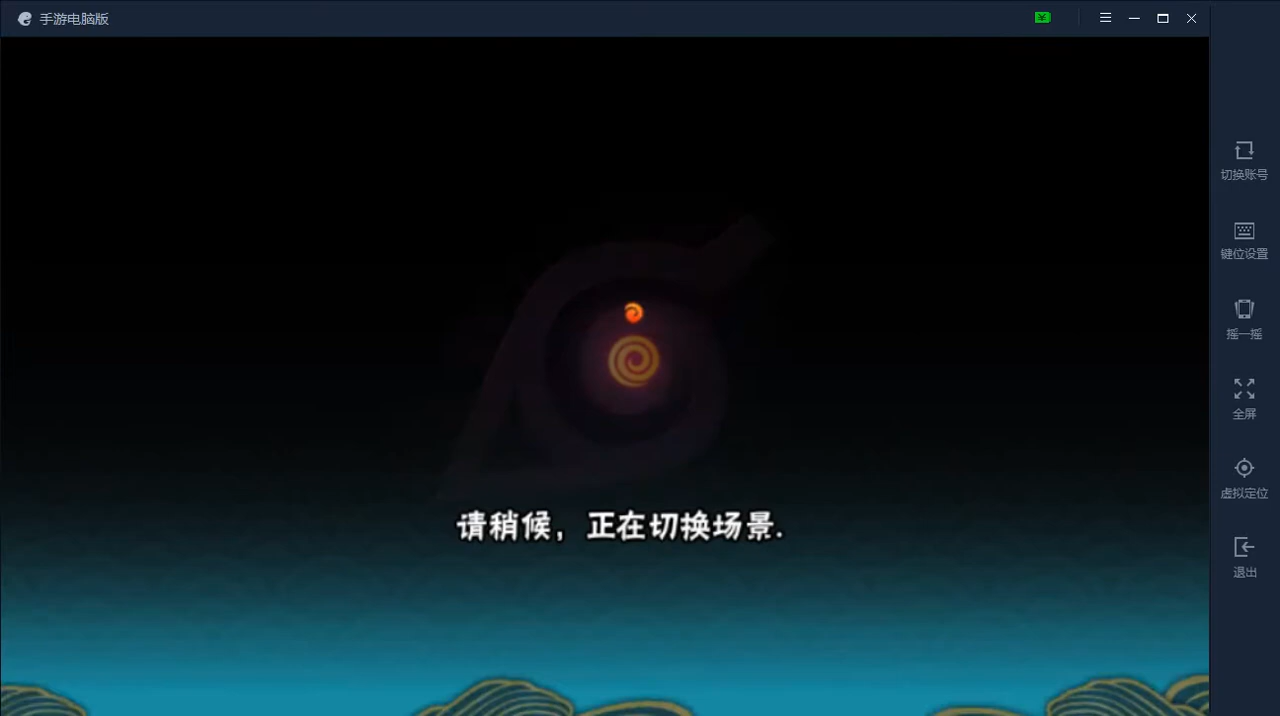 手游电脑版
切换账号
键位设置
摇一摇
全屏
虚拟定位
退出
请稍候，正在切换场景.